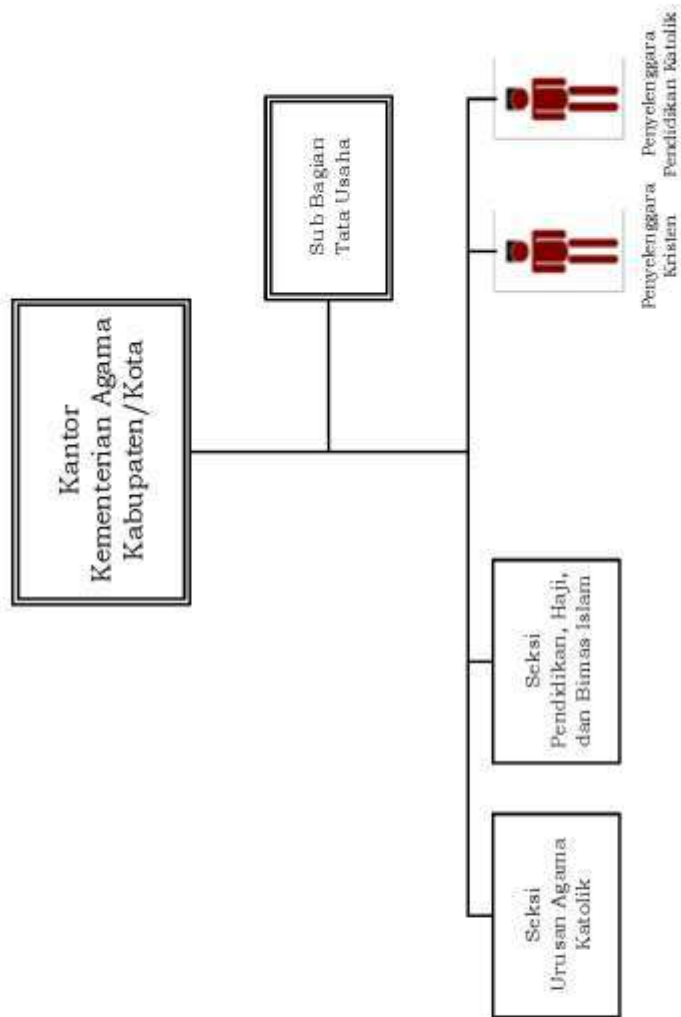 Kantor
Kementerian Agama
Kabupaten/Kota
Sub Bagian
Tata Usaha
Seksi
Urusan Agama
Katolik
Seksi
Pendidikan, Haji,
dan Bimas Islam
Penyelenggara
Kristen
Penyelenggara
Pendidikan Katolik